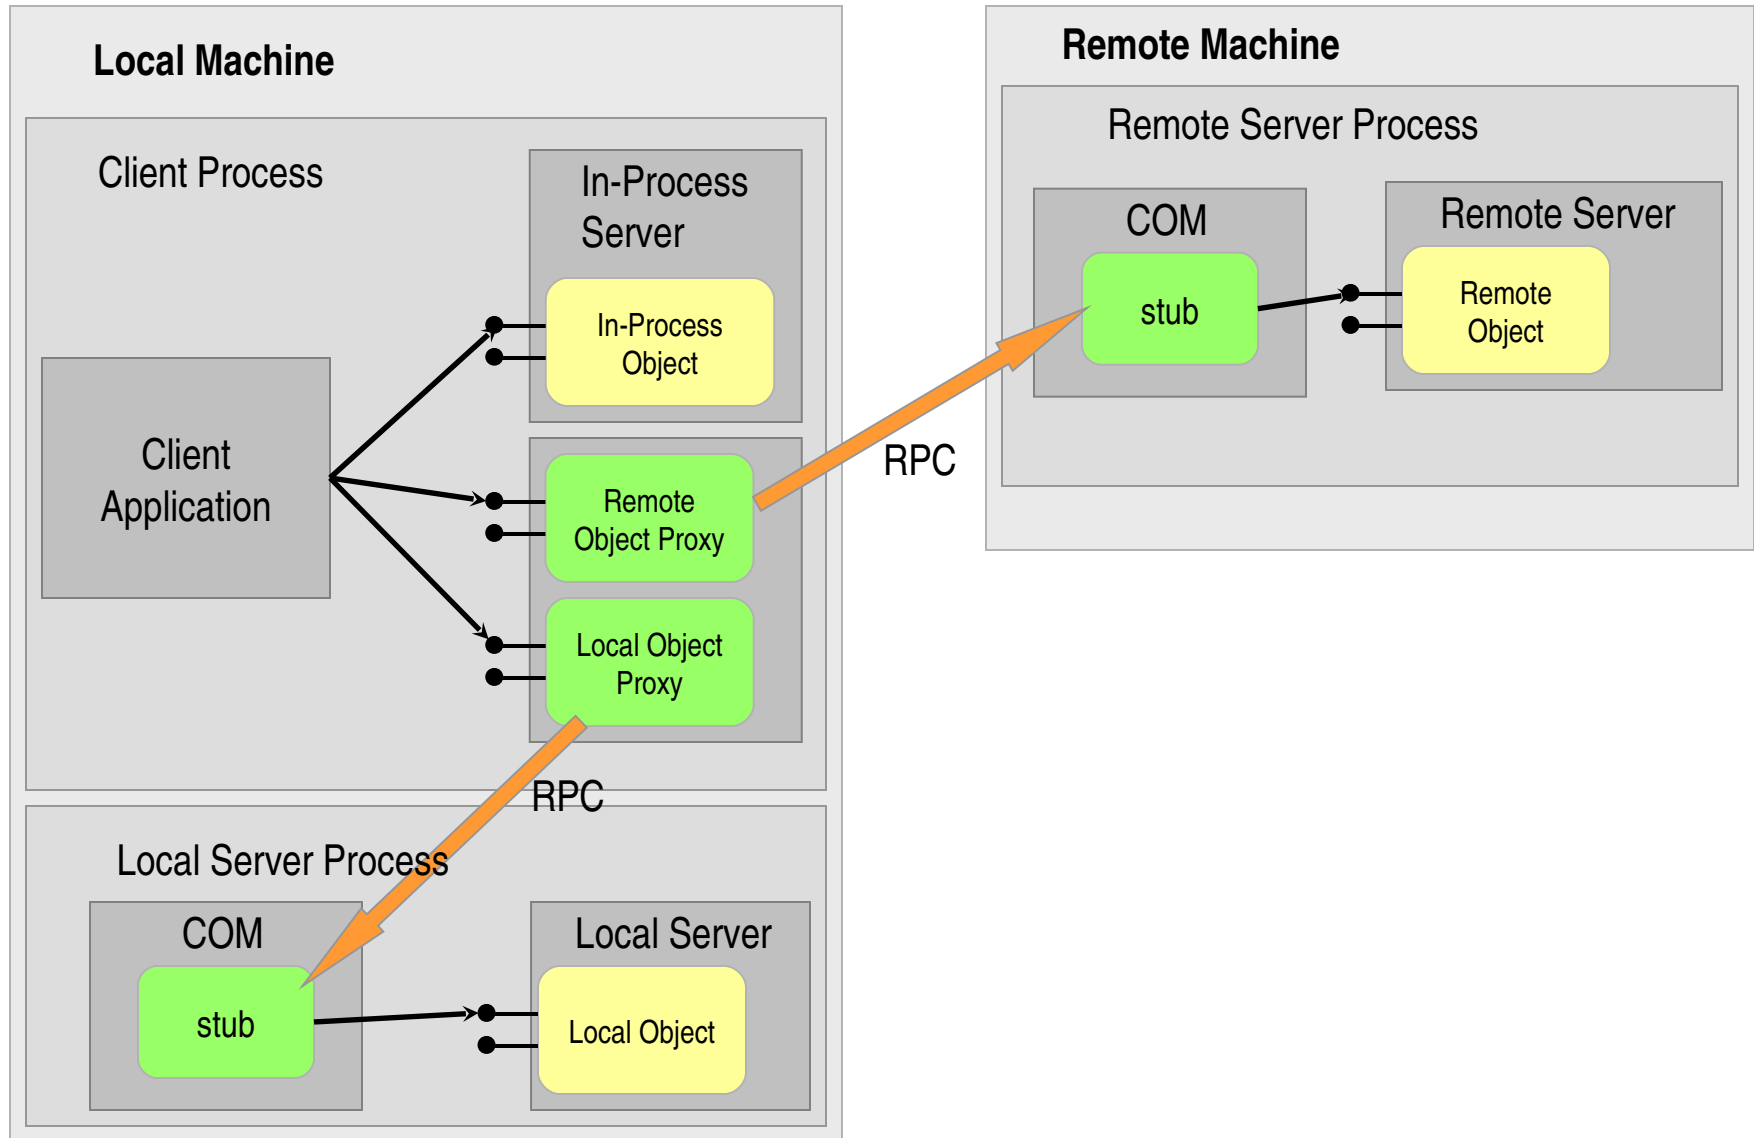 Local Machine
Client Process
In-Process
Server
In-Process
Object
Client
Application
Remote
Object Proxy
Local Object
Proxy
RPC
Local Server Process
COM
stub
Local Server
Local Object
RPC
Remote Machine
Remote Server Process
COM
stub
Remote Server
Remote
Object